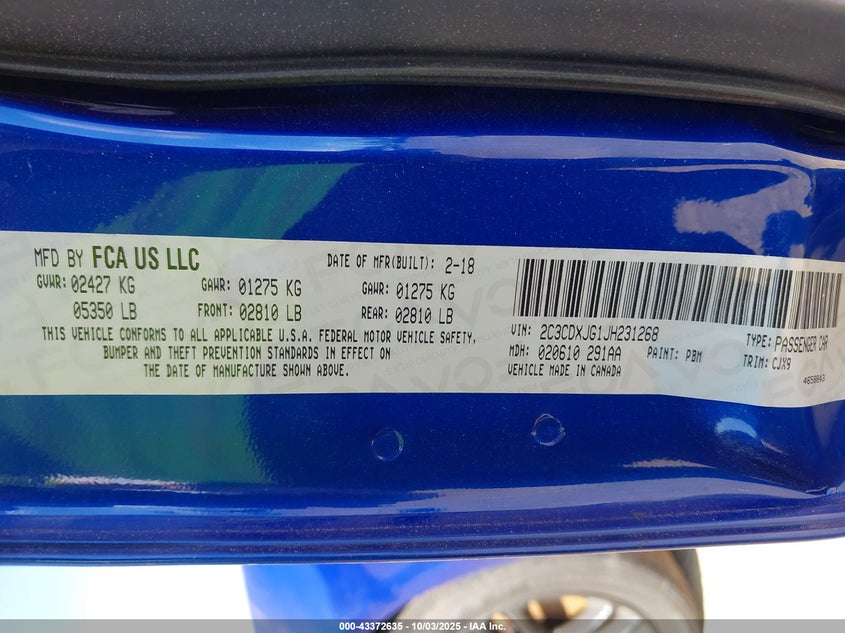 MFD BY FCA US LLC
DATE OF MFR(BUILT): 2-18
GVWR: 02427 KG GAWR: 01275 KG GAWR: 01275 KG
05350 LB FRONT: 02810 LB REAR: 02810 LB
THIS VEHICLE CONFORMS TO ALL APPLICABLE U.S.A. FEDERAL MOTOR VEHICLE SAFETY,
BUMPER AND THEFT PREVENTION STANDARDS IN EFFECT ON
THE DATE OF MANUFACTURE SHOWN ABOVE.
VIN: 2C3CDXJG1JH231268 TYPE: PASSENGER CAR
MDH: 020610 291AA PAINT: PBM TRIM: CJX9
VEHICLE MADE IN CANADA
000-43372635 - 10/03/2025 - IAA Inc.